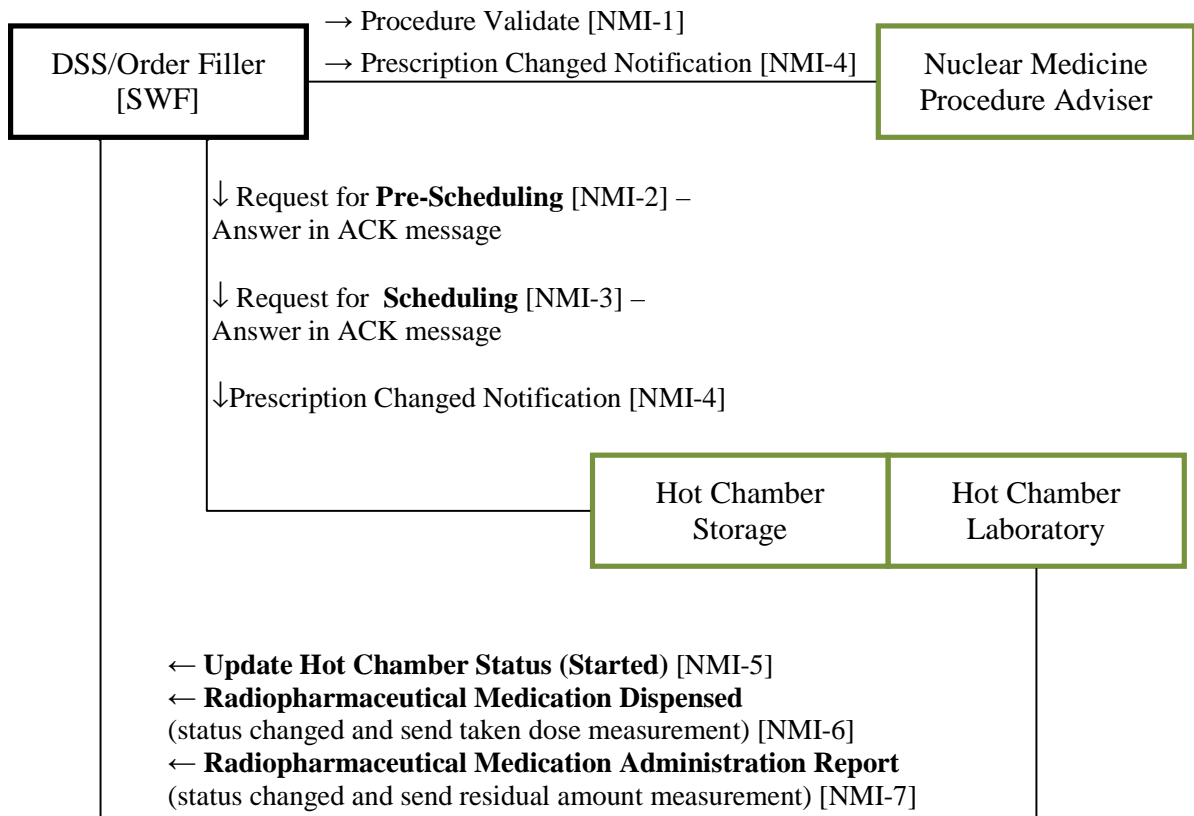 → Procedure Validate [NMI-1]
→ Prescription Changed Notification [NMI-4]
DSS/Order Filler
[SWF]
Nuclear Medicine
Procedure Adviser
↓ Request for Pre-Scheduling [NMI-2] –
Answer in ACK message
↓ Request for Scheduling [NMI-3] –
Answer in ACK message
↓Prescription Changed Notification [NMI-4]
Hot Chamber
Storage
Hot Chamber
Laboratory
← Update Hot Chamber Status (Started) [NMI-5]
← Radiopharmaceutical Medication Dispensed
(status changed and send taken dose measurement) [NMI-6]
← Radiopharmaceutical Medication Administration Report
(status changed and send residual amount measurement) [NMI-7]